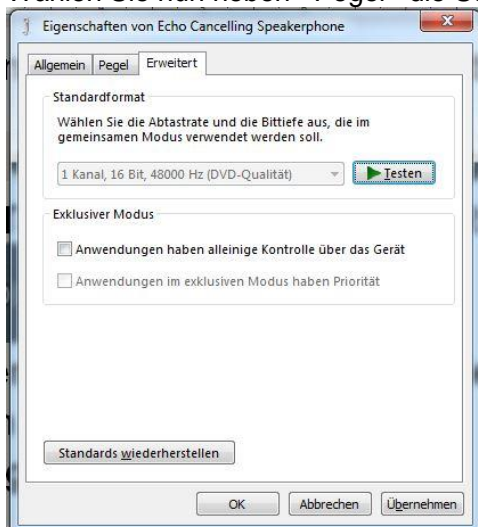 Eigenschaften von Echo Cancelling Speakerphone
Allgemein Pegel Erweitert
Standardformat
Wählen Sie die Abtastrate und die Bittiefe aus, die im
gemeinsamen Modus verwendet werden soll.
1 Kanal, 16 Bit, 48000 Hz (DVD-Qualität) Testen
Exklusiver Modus
Anwendungen haben alleinige Kontrolle über das Gerät
Anwendungen im exklusiven Modus haben Priorität
Standards wiederherstellen
OK Abbrechen Übernehmen